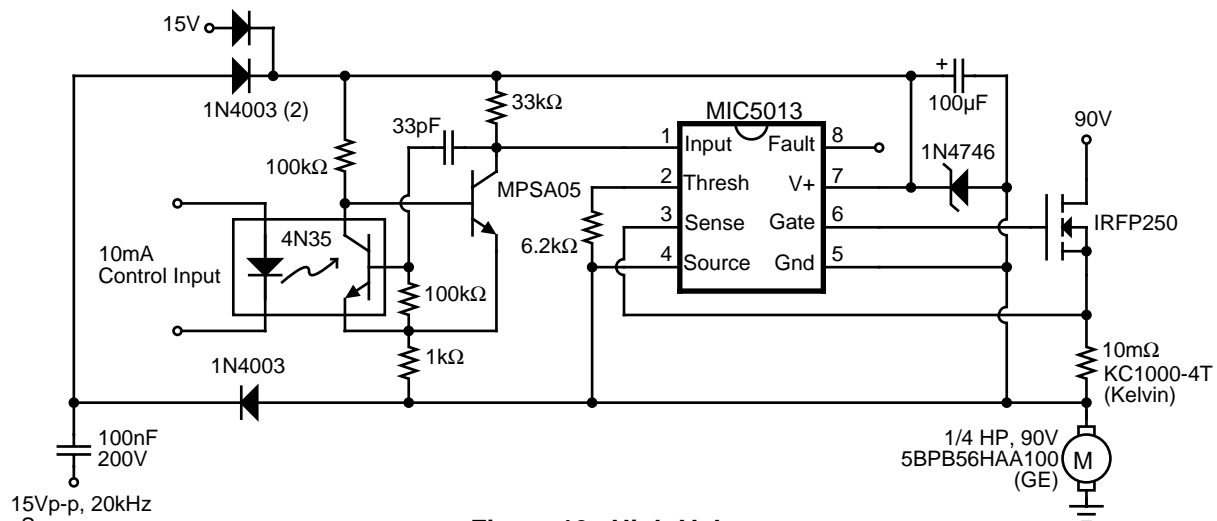 15V
1N4003 (2)
100kΩ
33pF
33kΩ
MPSA05
MIC5013
1 Input Fault 8
2 Thresh V+ 7
3 Sense Gate 6
4 Source Gnd 5
+
100µF
1N4746
90V
IRFP250
6.2kΩ
10mA
Control Input
4N35
100kΩ
1kΩ
1N4003
10mΩ
KC1000-4T
(Kelvin)
100nF
200V
1/4 HP, 90V
5BPB56HAA100
(GE)
M
15Vp-p, 20kHz